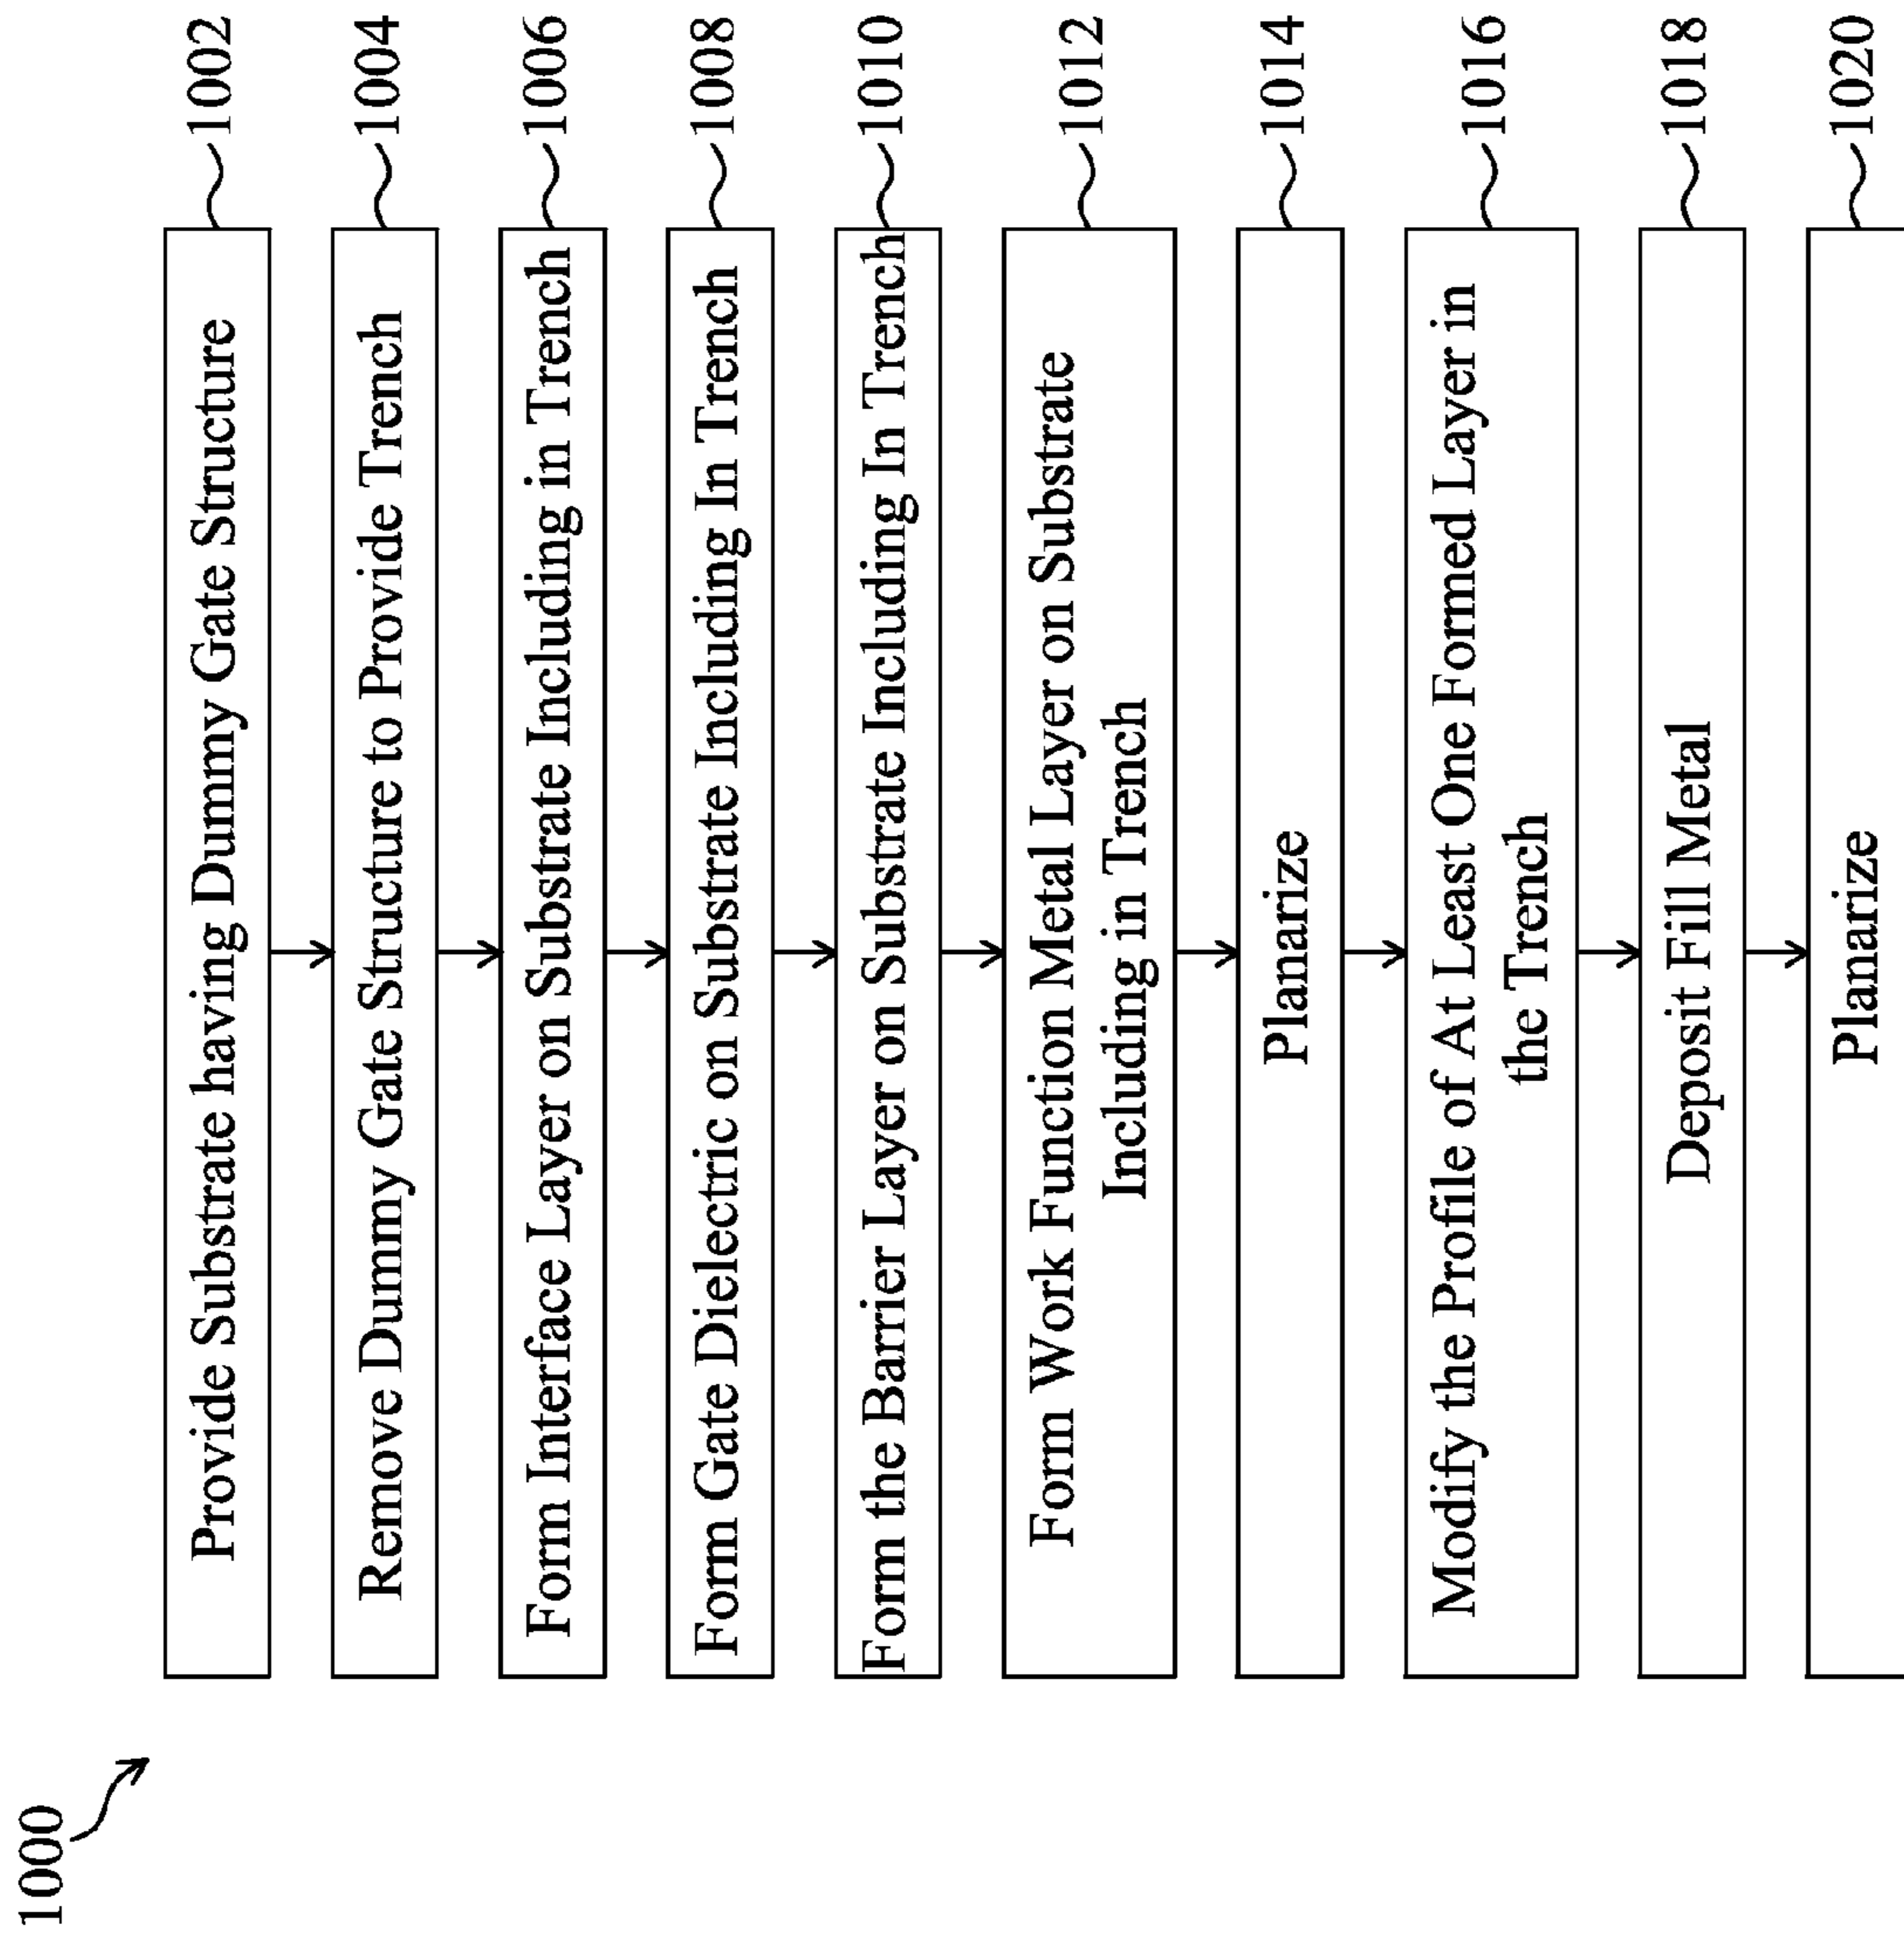 1000
Provide Substrate having Dummy Gate Structure
1002
Remove Dummy Gate Structure to Provide Trench
1004
Form Interface Layer on Substrate Including in Trench
1006
Form Gate Dielectric on Substrate Including In Trench
1008
Form the Barrier Layer on Substrate Including In Trench
1010
Form Work Function Metal Layer on Substrate
Including in Trench
1012
Planarize
1014
Modify the Profile of At Least One Formed Layer in
the Trench
1016
Deposit Fill Metal
1018
Planarize
1020